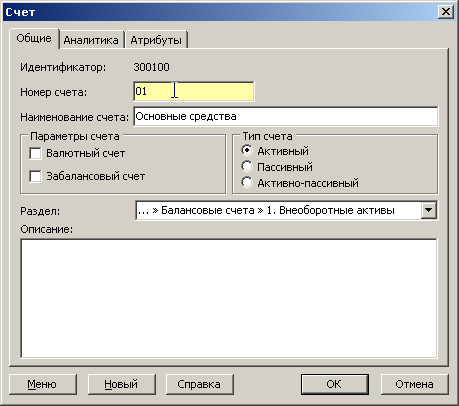 Счет
Общие Аналитика Атрибуты
Идентификатор: 300100
Номер счета: 01
Наименование счета: Основные средства
Параметры счета Тип счета
Валютный счет Активный
Пассивный
Забалансовый счет Активно-пассивный
Раздел: ... » Балансовые счета » 1. Внеоборотные активы
Описание:
Меню Новый Справка OK Отмена